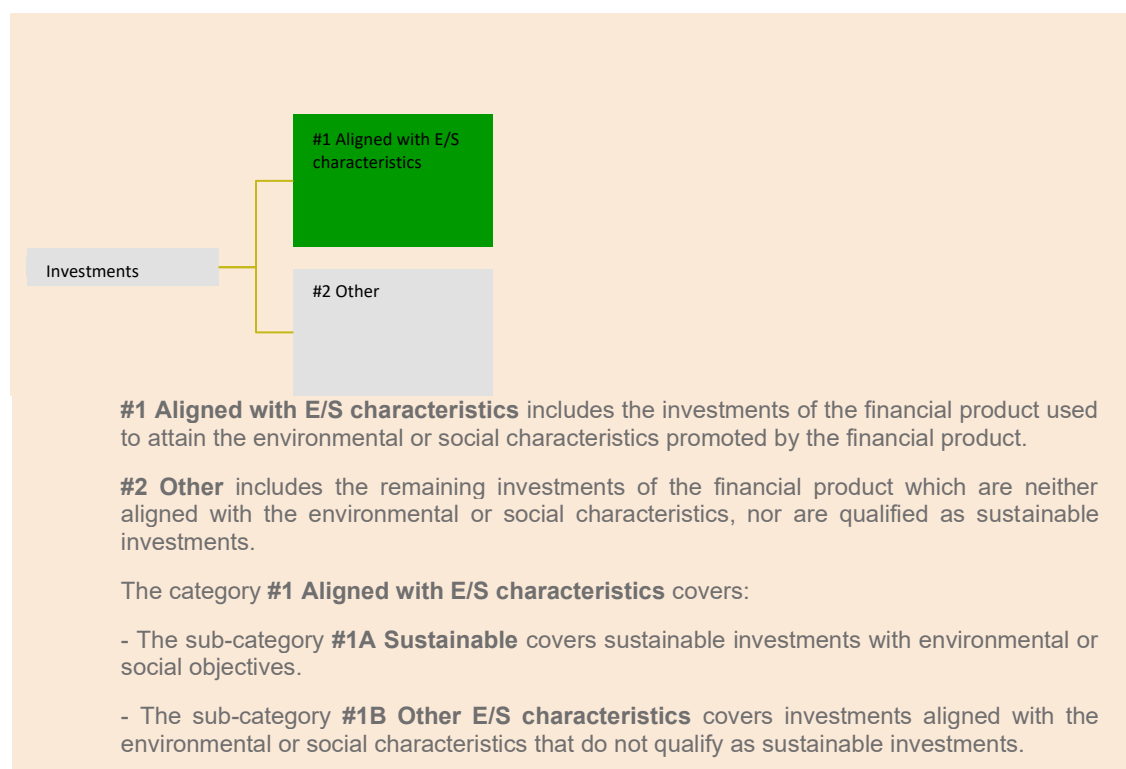 #1 Aligned with E/S
characteristics
Investments
#2 Other
#1 Aligned with E/S characteristics includes the investments of the financial product used
to attain the environmental or social characteristics promoted by the financial product.
#2 Other includes the remaining investments of the financial product which are neither
aligned with the environmental or social characteristics, nor are qualified as sustainable
investments.
The category #1 Aligned with E/S characteristics covers:
- The sub-category #1A Sustainable covers sustainable investments with environmental or
social objectives.
- The sub-category #1B Other E/S characteristics covers investments aligned with the
environmental or social characteristics that do not qualify as sustainable investments.